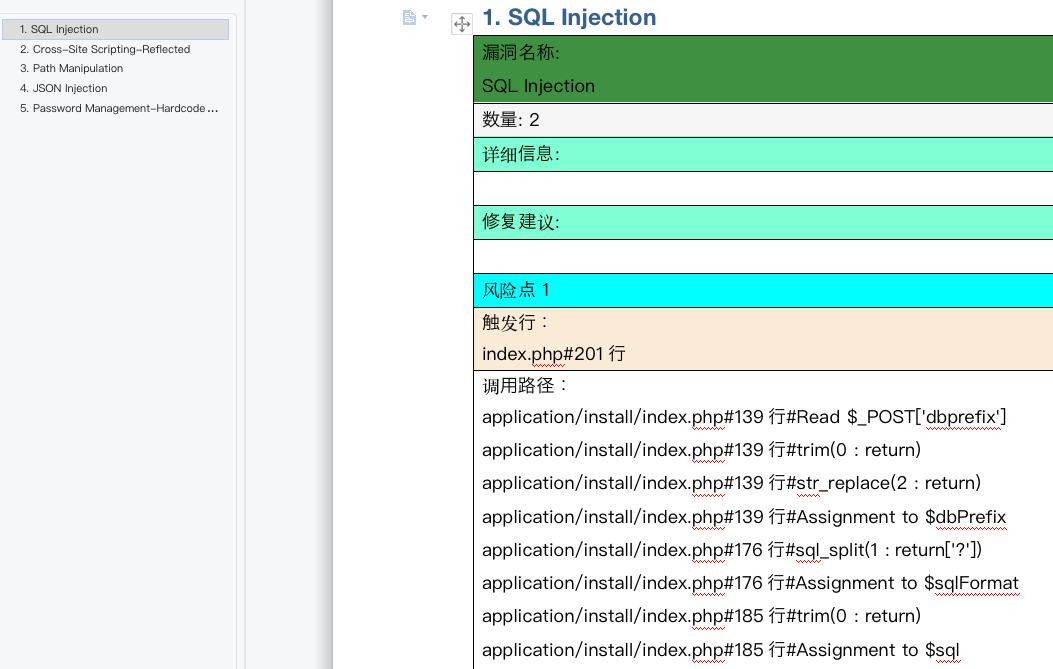 1. SQL Injection
2. Cross-Site Scripting-Reflected
3. Path Manipulation
4. JSON Injection
5. Password Management-Hardcode...
1. SQL Injection
漏洞名称:
SQL Injection
数量: 2
详细信息:
修复建议:
风险点 1
触发行：
index.php#201 行
调用路径：
application/install/index.php#139 行#Read $_POST['dbprefix']
application/install/index.php#139 行#trim(0 : return)
application/install/index.php#139 行#str_replace(2 : return)
application/install/index.php#139 行#Assignment to $dbPrefix
application/install/index.php#176 行#sql_split(1 : return['?'])
application/install/index.php#176 行#Assignment to $sqlFormat
application/install/index.php#185 行#trim(0 : return)
application/install/index.php#185 行#Assignment to $sql